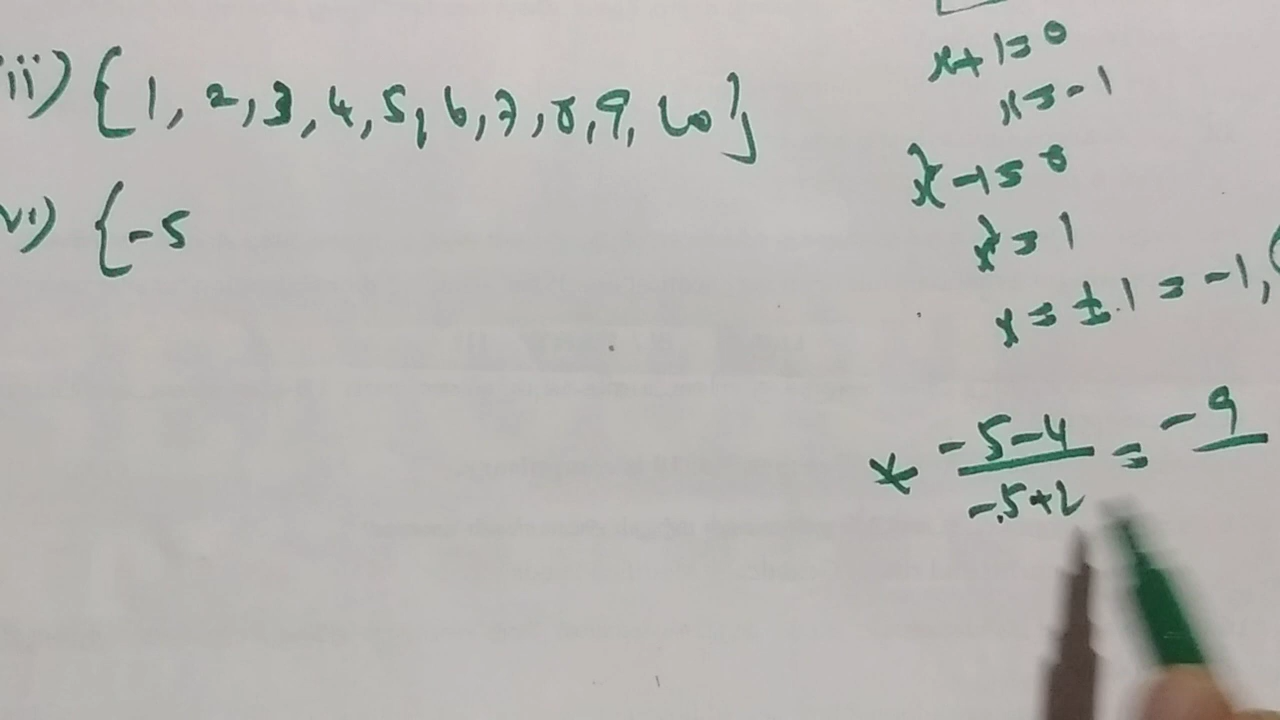 iii) {1, 2, 3, 4, 5, 6, 7, 8, 9, 10}
vi) {-5
x+1=0
x=-1
x²-1=0
x²=1
x=±1=-1,
* -5-4 = -9
-5+2